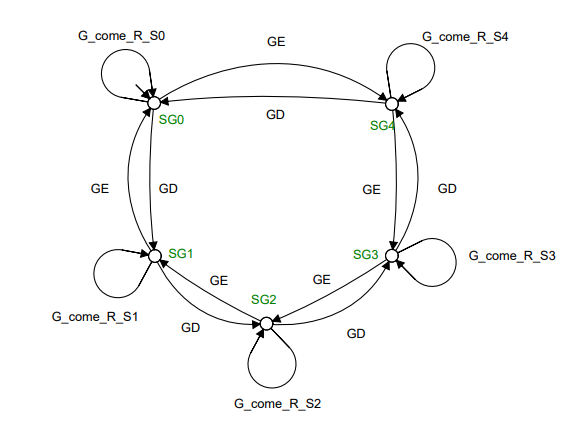 G_come_R_S0
GE
G_come_R_S4
GD
SG0
SG4
GE
GD
GE
GD
SG1
SG3
G_come_R_S3
GE
GE
SG2
G_come_R_S1
GD
GD
G_come_R_S2